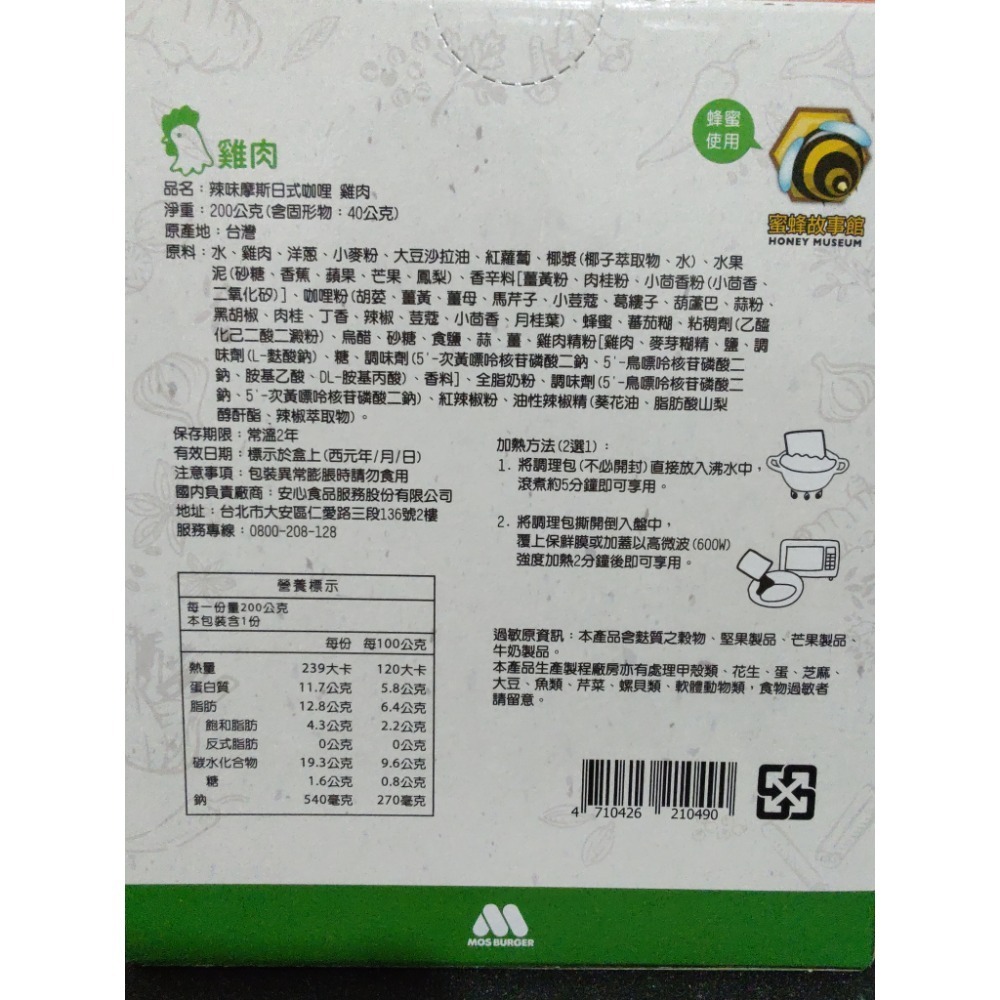 蜂蜜
使用
蜜蜂故事館
HONEY MUSEUM
雞肉
品名：辣味摩斯日式咖哩 雞肉
淨重：200公克(含固形物：40公克)
原產地：台灣
原料：水、雞肉、洋蔥、小麥粉、大豆沙拉油、紅蘿蔔、椰漿(椰子萃取物、水)、水果
泥(砂糖、香蕉、蘋果、芒果、鳳梨)、香辛料[薑黃粉、肉桂粉、小茴香粉(小茴香、
二氧化矽)]、咖哩粉(胡荽、薑黃、薑母、馬芹子、小荳蔻、葛縷子、葫蘆巴、蒜粉、
黑胡椒、肉桂、丁香、辣椒、荳蔻、小茴香、月桂葉)、蜂蜜、蕃茄糊、粘稠劑(乙醯
化己二酸二澱粉)、烏醋、砂糖、食鹽、蒜、薑、雞肉精粉[雞肉、麥芽糊精、鹽、調
味劑(L-麩酸鈉)、糖、調味劑(5'-次黃嘌呤核苷磷酸二鈉、5'-鳥嘌呤核苷磷酸二
鈉、胺基乙酸、DL-胺基丙酸)、香料]、全脂奶粉、調味劑(5'-鳥嘌呤核苷磷酸二
鈉、5'-次黃嘌呤核苷磷酸二鈉)、紅辣椒粉、油性辣椒精(葵花油、脂肪酸山梨
醇酐酯、辣椒萃取物)。
保存期限：常溫2年
有效日期：標示於盒上(西元年/月/日)
注意事項：包裝異常膨脹時請勿食用
國內負責廠商：安心食品服務股份有限公司
地址：台北市大安區仁愛路三段136號2樓
服務專線：0800-208-128
加熱方法(2選1)：
1. 將調理包(不必開封)直接放入沸水中，
滾煮約5分鐘即可享用。
2. 將調理包撕開倒入盤中，
覆上保鮮膜或加蓋以高微波(600W)
強度加熱2分鐘後即可享用。
營養標示
每一份量200公克
本包裝含1份
每份 每100公克
熱量 239大卡 120大卡
蛋白質 11.7公克 5.8公克
脂肪 12.8公克 6.4公克
飽和脂肪 4.3公克 2.2公克
反式脂肪 0公克 0公克
碳水化合物 19.3公克 9.6公克
糖 1.6公克 0.8公克
鈉 540毫克 270毫克
過敏原資訊：本產品含麩質之穀物、堅果製品、芒果製品、
牛奶製品。
本產品生產製程廠房亦有處理甲殼類、花生、蛋、芝麻、
大豆、魚類、芹菜、螺貝類、軟體動物類，食物過敏者
請留意。
4 710426 210490
MOS BURGER